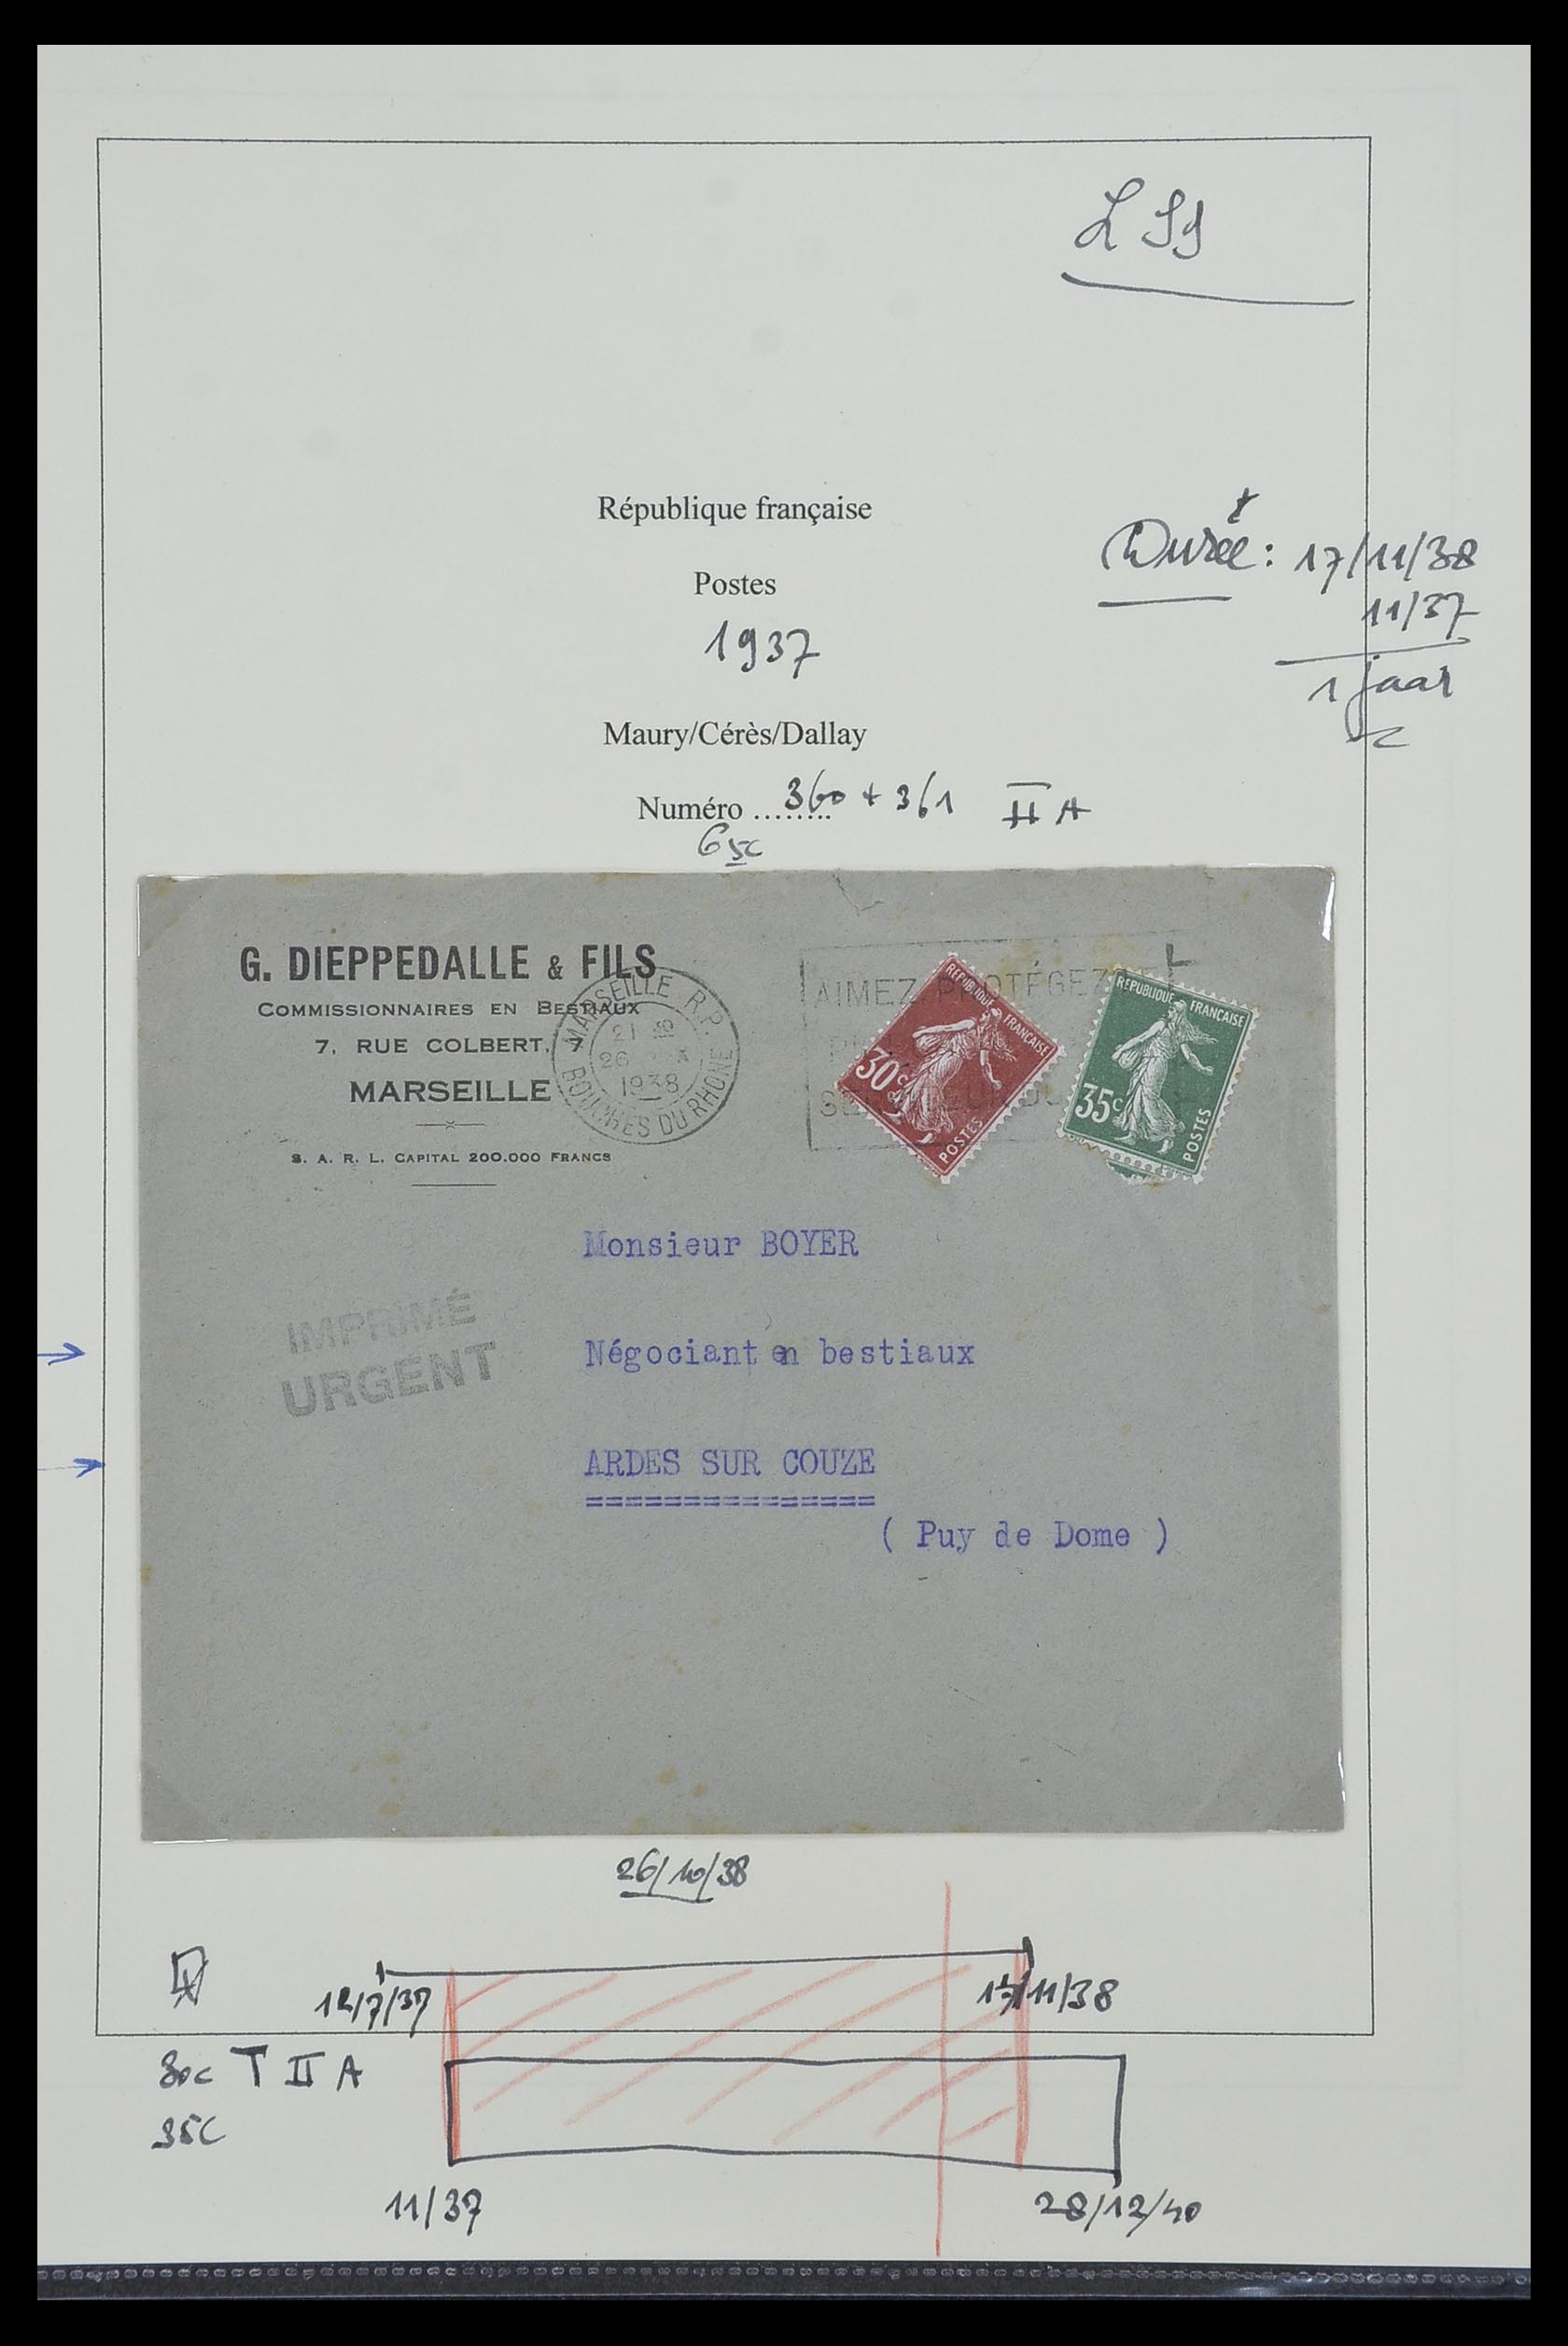 République française
Postes
1937
Maury/Cérès/Dallay
Numéro ........ 360 + 361 II A
65c
Durée : 17/11/38
11/37
1 jaar
G. DIEPPEDALLE & FILS
COMMISSIONNAIRES EN BESTIAUX
7, RUE COLBERT, 7
MARSEILLE
S. A. R. L. CAPITAL 200.000 FRANCS
MARSEILLE R.P.
21
26 X
1938
BOUCHES DU RHONE
AIMEZ PROTÉGEZ
REPUBLIQUE FRANÇAISE
30c
POSTES
REPUBLIQUE FRANÇAISE
35c
POSTES
Monsieur BOYER
IMPRIMÉ
URGENT
Négociant en bestiaux
ARDES SUR COUZE
===============
( Puy de Dome )
26/10/38
12/7/37
17/11/38
30c T II A
35C
11/37
28/12/40